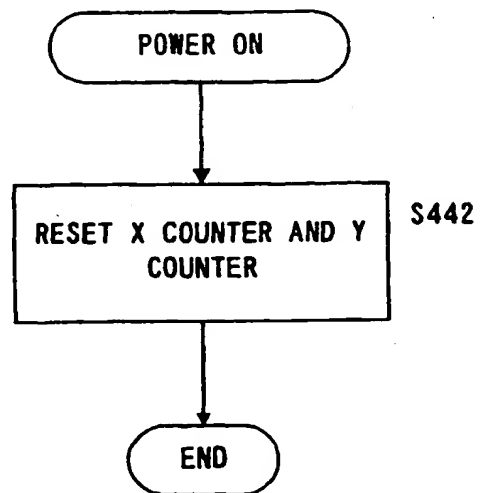 POWER ON
RESET X COUNTER AND Y
COUNTER
S442
END